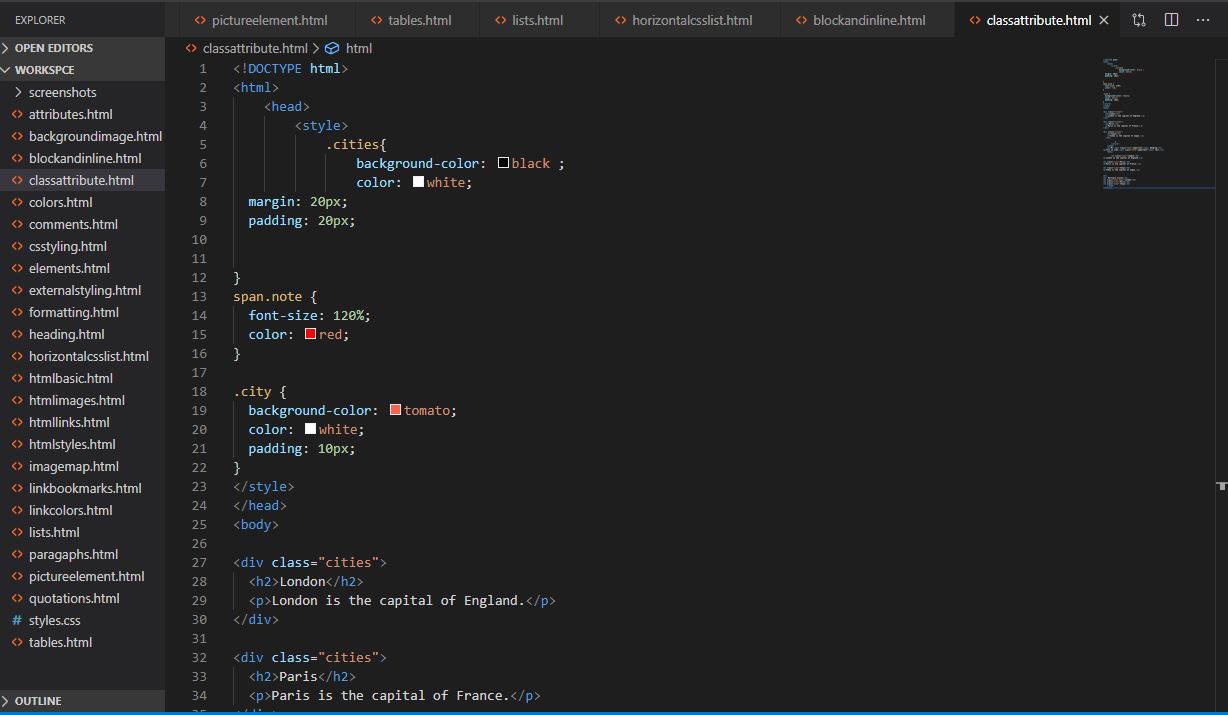 EXPLORER
pictureelement.html
tables.html
lists.html
horizontalcsslist.html
blockandinline.html
classattribute.html
OPEN EDITORS
WORKSPCE
screenshots
attributes.html
backgroundimage.html
blockandinline.html
classattribute.html
colors.html
comments.html
csstyling.html
elements.html
externalstyling.html
formatting.html
heading.html
horizontalcsslist.html
htmlbasic.html
htmlimages.html
htmllinks.html
htmlstyles.html
imagemap.html
linkbookmarks.html
linkcolors.html
lists.html
paragaphs.html
pictureelement.html
quotations.html
# styles.css
tables.html
OUTLINE
classattribute.html > html
1 <!DOCTYPE html>
2 <html>
3 <head>
4 <style>
5 .cities{
6 background-color: black ;
7 color: white;
8 margin: 20px;
9 padding: 20px;
10
11
12 }
13 span.note {
14 font-size: 120%;
15 color: red;
16 }
17
18 .city {
19 background-color: tomato;
20 color: white;
21 padding: 10px;
22 }
23 </style>
24 </head>
25 <body>
26
27 <div class="cities">
28 <h2>London</h2>
29 <p>London is the capital of England.</p>
30 </div>
31
32 <div class="cities">
33 <h2>Paris</h2>
34 <p>Paris is the capital of France.</p>